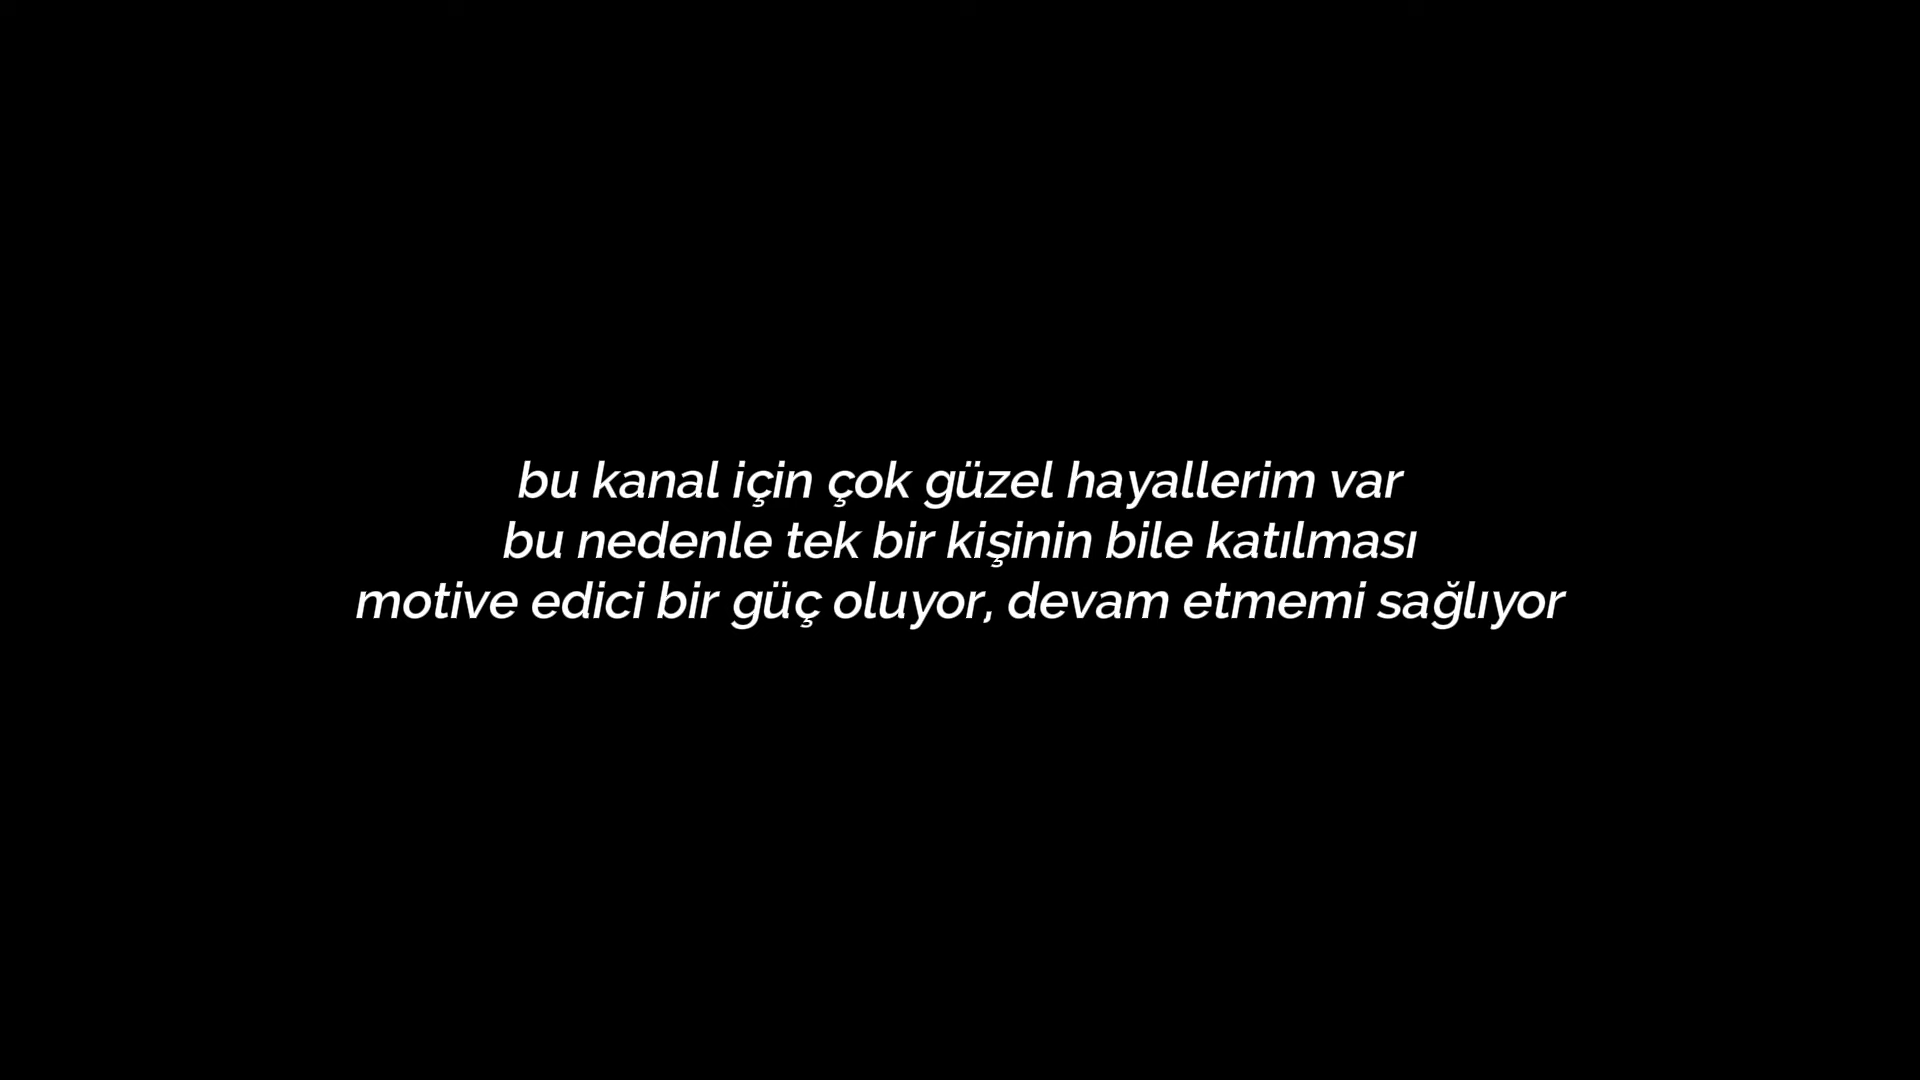 bu kanal için çok güzel hayallerim var
bu nedenle tek bir kişinin bile katılması
motive edici bir güç oluyor, devam etmemi sağlıyor